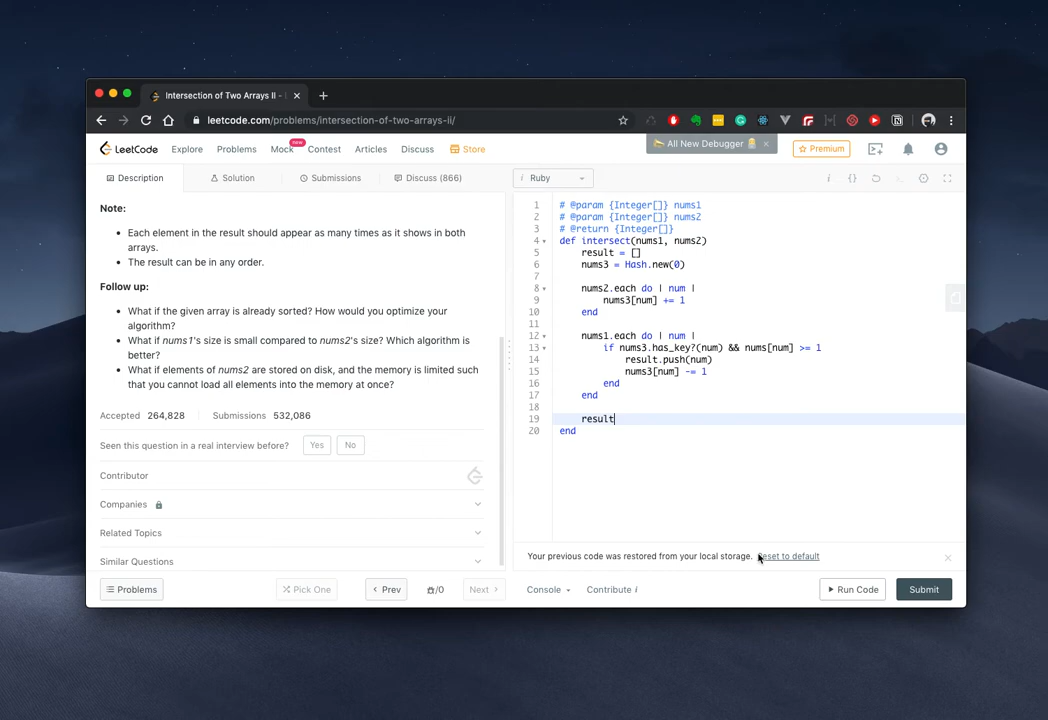 Intersection of Two Arrays II -
leetcode.com/problems/intersection-of-two-arrays-ii/
LeetCode
Explore
Problems
Mock
new
Contest
Articles
Discuss
Store
All New Debugger
Premium
Description
Solution
Submissions
Discuss (866)
Note:
• Each element in the result should appear as many times as it shows in both
arrays.
• The result can be in any order.
Follow up:
• What if the given array is already sorted? How would you optimize your
algorithm?
• What if nums1's size is small compared to nums2's size? Which algorithm is
better?
• What if elements of nums2 are stored on disk, and the memory is limited such
that you cannot load all elements into the memory at once?
Accepted 264,828 Submissions 532,086
Seen this question in a real interview before? Yes No
Contributor
Companies
Related Topics
Similar Questions
Problems
Pick One
Prev
/0
Next
i Ruby
1 # @param {Integer[]} nums1
2 # @param {Integer[]} nums2
3 # @return {Integer[]}
4 def intersect(nums1, nums2)
5 result = []
6 nums3 = Hash.new(0)
7
8 nums2.each do | num |
9 nums3[num] += 1
10 end
11
12 nums1.each do | num |
13 if nums3.has_key?(num) && nums[num] >= 1
14 result.push(num)
15 nums3[num] -= 1
16 end
17 end
18
19 result
20 end
Your previous code was restored from your local storage. Reset to default
Console
Contribute i
Run Code
Submit